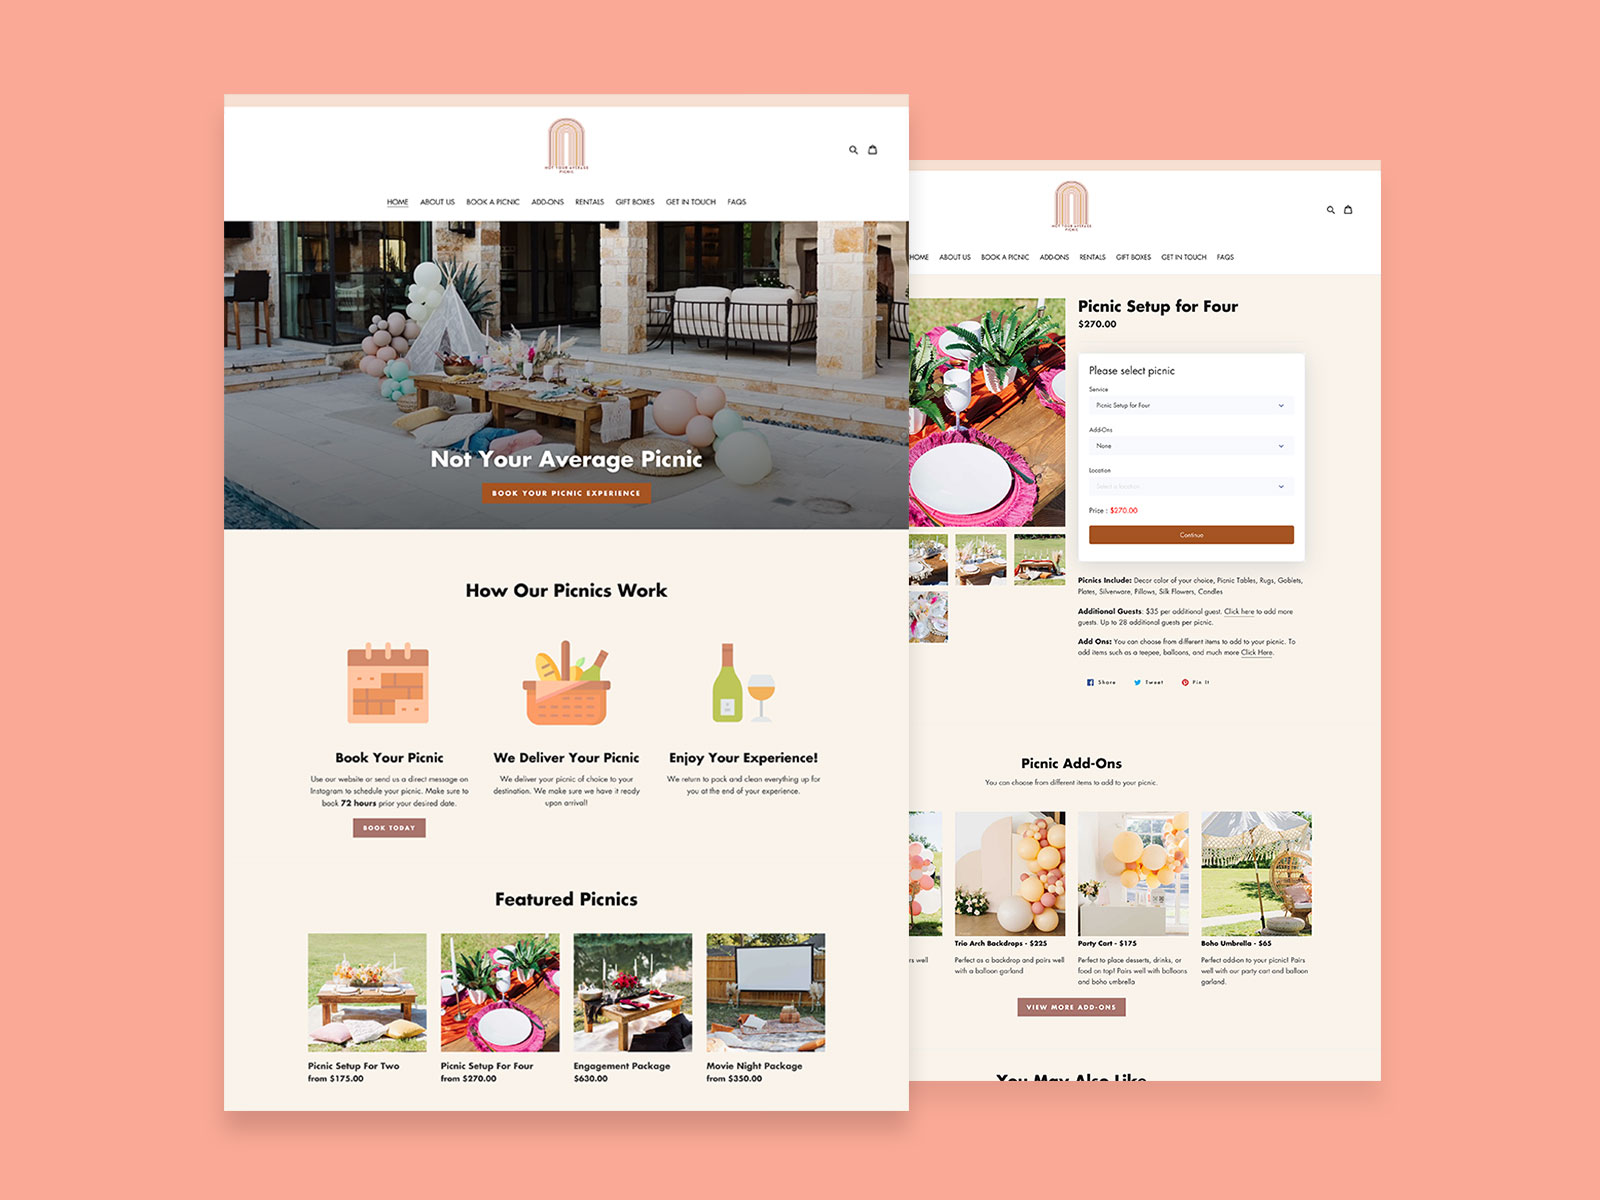 NOT YOUR AVERAGE
PICNIC
HOME ABOUT US BOOK A PICNIC ADD-ONS RENTALS GIFT BOXES GET IN TOUCH FAQS
Not Your Average Picnic
BOOK YOUR PICNIC EXPERIENCE
How Our Picnics Work
Book Your Picnic
Use our website or send us a direct message on
Instagram to schedule your picnic. Make sure to
book 72 hours prior your desired date.
BOOK TODAY
We Deliver Your Picnic
We deliver your picnic of choice to your
destination. We make sure we have it ready
upon arrival!
Enjoy Your Experience!
We return to pack and clean everything up for
you at the end of your experience.
Featured Picnics
Picnic Setup For Two
from $175.00
Picnic Setup For Four
from $270.00
Engagement Package
$630.00
Movie Night Package
from $350.00
NOT YOUR AVERAGE
PICNIC
HOME ABOUT US BOOK A PICNIC ADD-ONS RENTALS GIFT BOXES GET IN TOUCH FAQS
Picnic Setup for Four
$270.00
Please select picnic
Service
Picnic Setup for Four
Add-Ons
None
Location
Select a location
Price : $270.00
Continue
Picnics Include: Decor color of your choice, Picnic Tables, Rugs, Goblets,
Plates, Silverware, Pillows, Silk Flowers, Candles
Additional Guests: $35 per additional guest. Click here to add more
guests. Up to 28 additional guests per picnic.
Add Ons: You can choose from different items to add to your picnic. To
add items such as a teepee, balloons, and much more Click Here.
Share Tweet Pin It
Picnic Add-Ons
You can choose from different items to add to your picnic.
rs well
Trio Arch Backdrops - $225
Perfect as a backdrop and pairs well
with a balloon garland
Party Cart - $175
Perfect to place desserts, drinks, or
food on top! Pairs well with balloons
and boho umbrella
Boho Umbrella - $65
Perfect add-on to your picnic! Pairs
well with our party cart and balloon
garland.
VIEW MORE ADD-ONS
You May Also Like